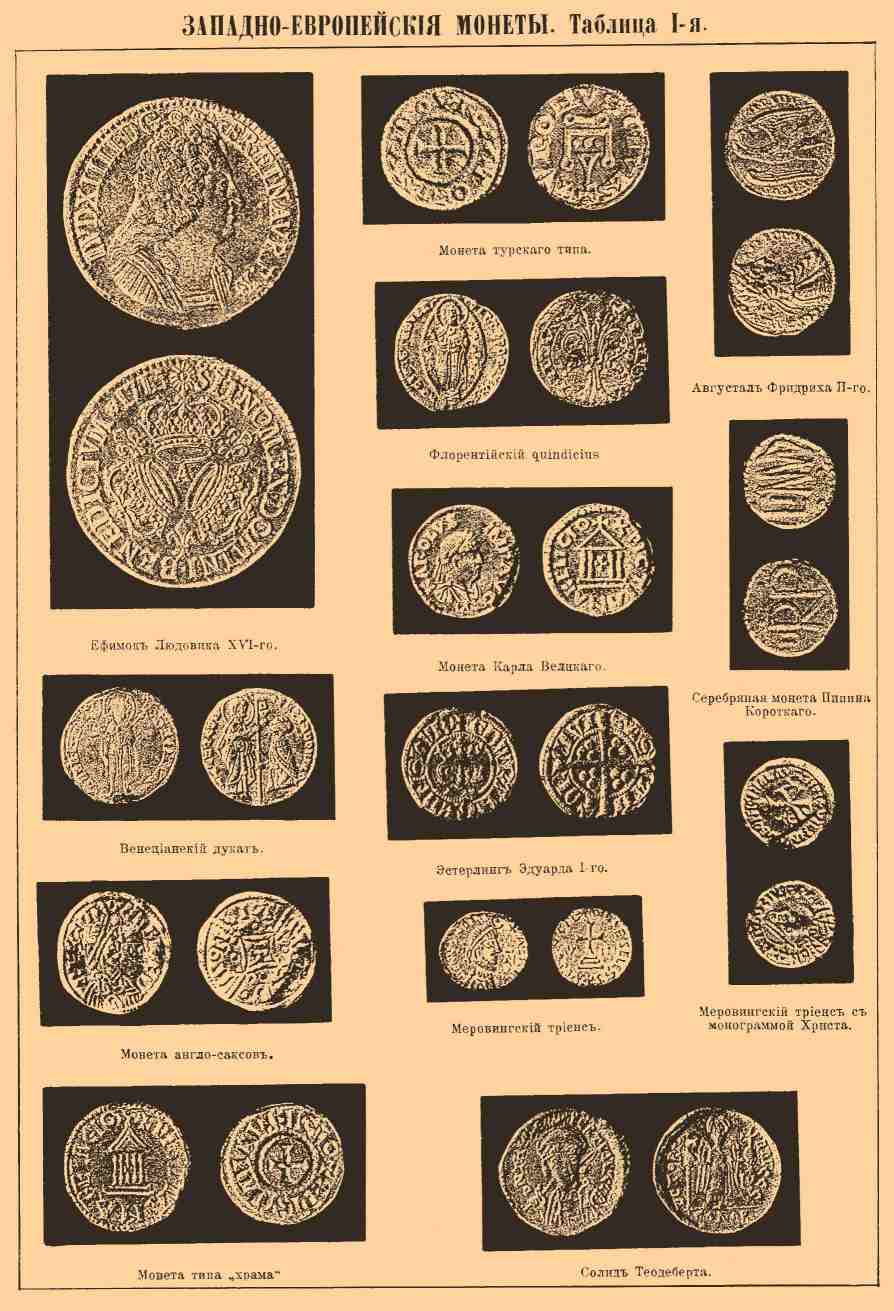 ЗАПАДНО-ЕВРОПЕЙСКІЯ МОНЕТЫ. Таблица I-я.
Ефимокъ Людовика XVI-го.
Венеціанскій дукатъ.
Монета англо-саксовъ.
Монета типа „храма“
Монета турскаго типа.
Флорентійскій quindicius
Монета Карла Великаго.
Эстерлингъ Эдуарда 1-го.
Меровингскій тріенсъ.
Солидъ Теодеберта.
Августалъ Фридриха II-го.
Серебряная монета Пипина
Короткаго.
Меровингскій тріенсъ съ
монограммой Христа.